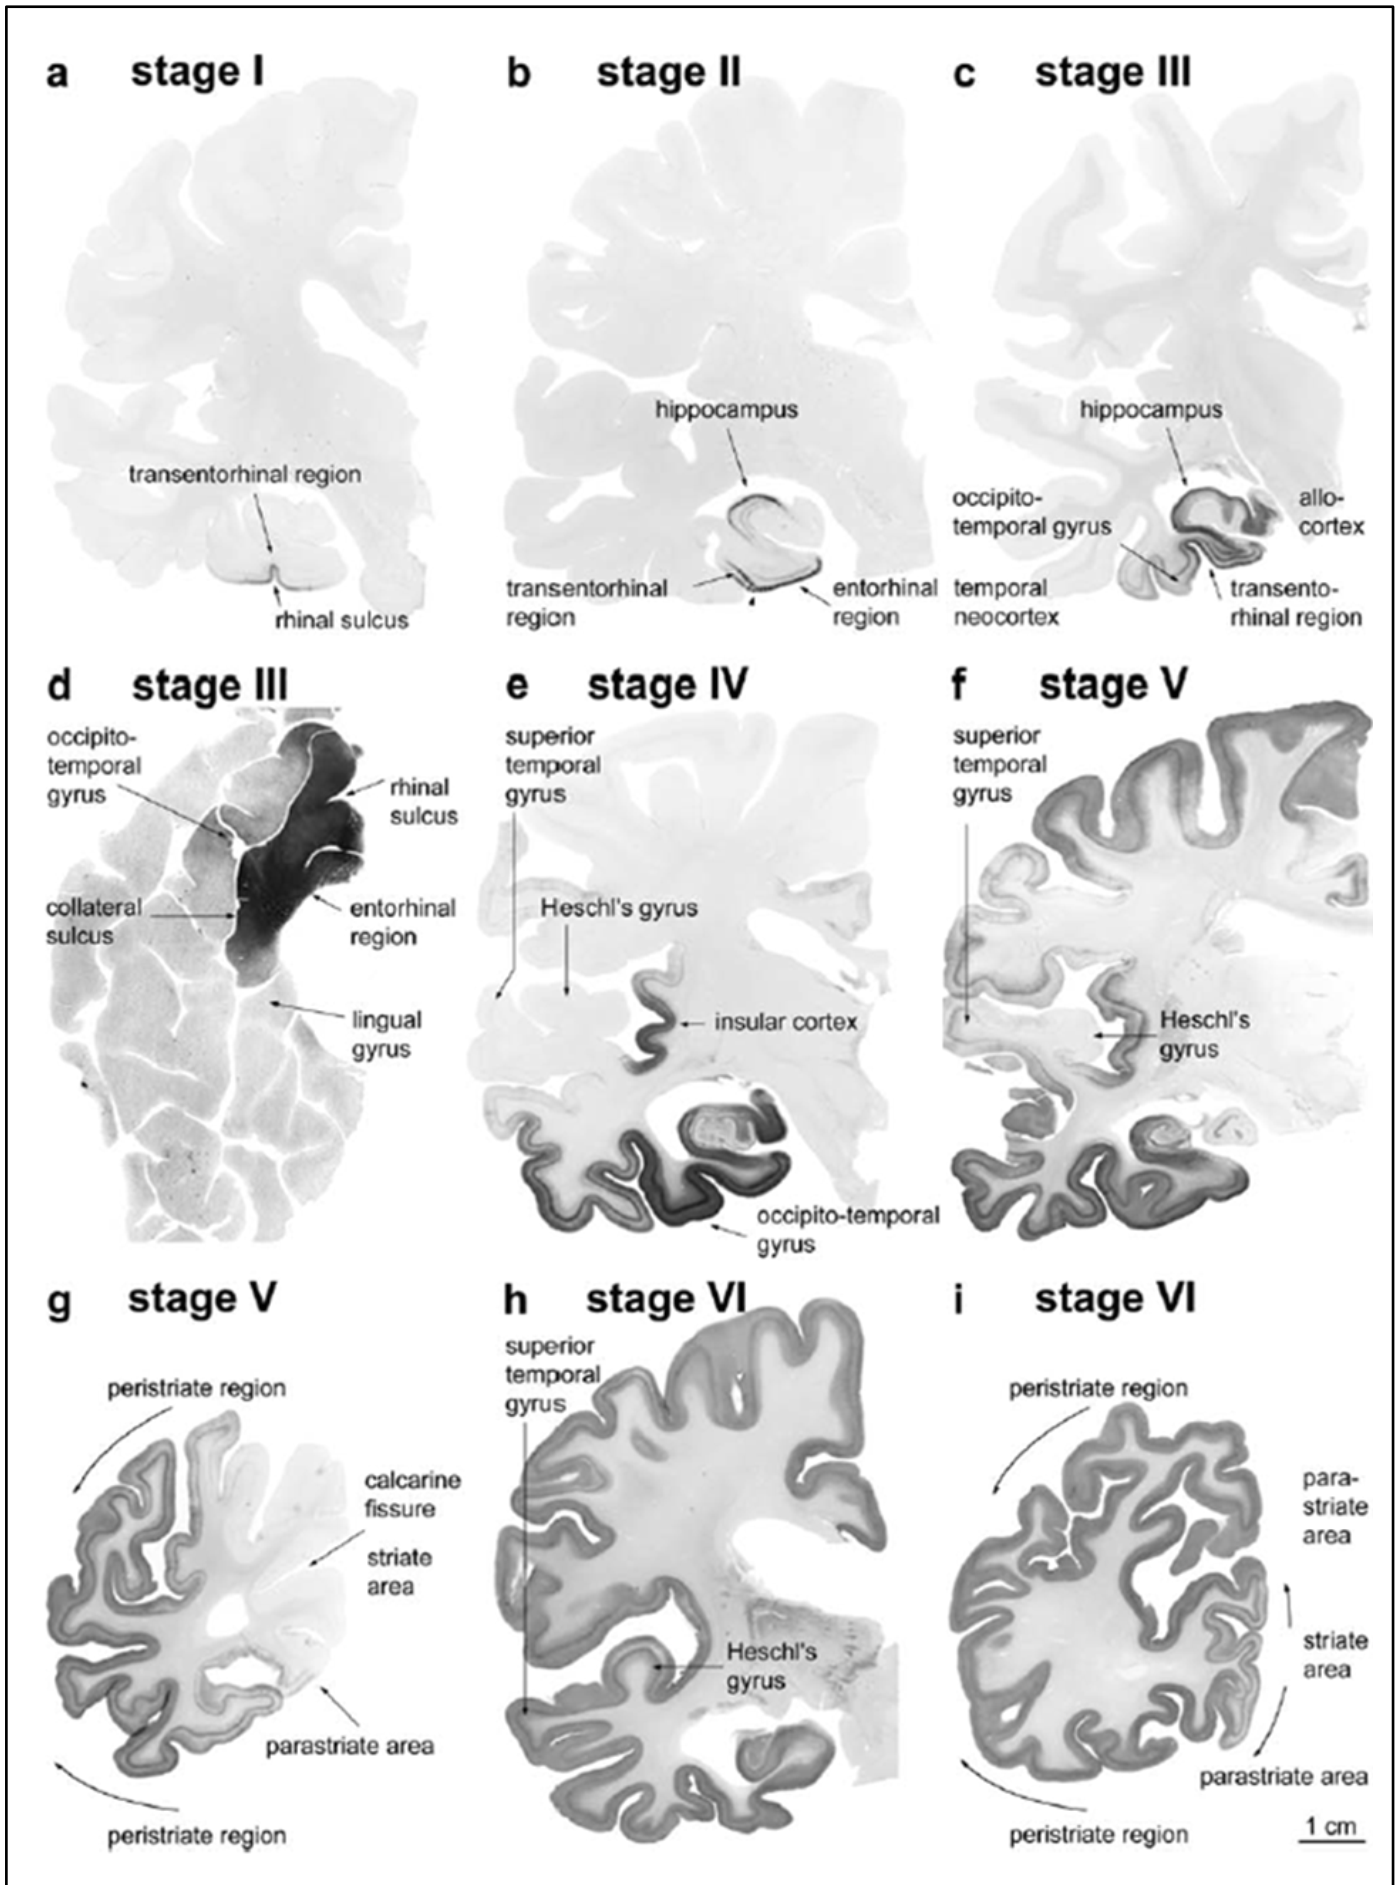 a stage I
transentorhinal region
rhinal sulcus
b stage II
hippocampus
transentorhinal
region
entorhinal
region
c stage III
hippocampus
occipito-
temporal gyrus
allo-
cortex
temporal
neocortex
transento-
rhinal region
d stage III
occipito-
temporal
gyrus
rhinal
sulcus
collateral
sulcus
entorhinal
region
lingual
gyrus
e stage IV
superior
temporal
gyrus
Heschl's gyrus
insular cortex
occipito-temporal
gyrus
f stage V
superior
temporal
gyrus
Heschl's
gyrus
g stage V
peristriate region
calcarine
fissure
striate
area
parastriate area
peristriate region
h stage VI
superior
temporal
gyrus
Heschl's
gyrus
i stage VI
peristriate region
para-
striate
area
striate
area
parastriate area
peristriate region
1 cm